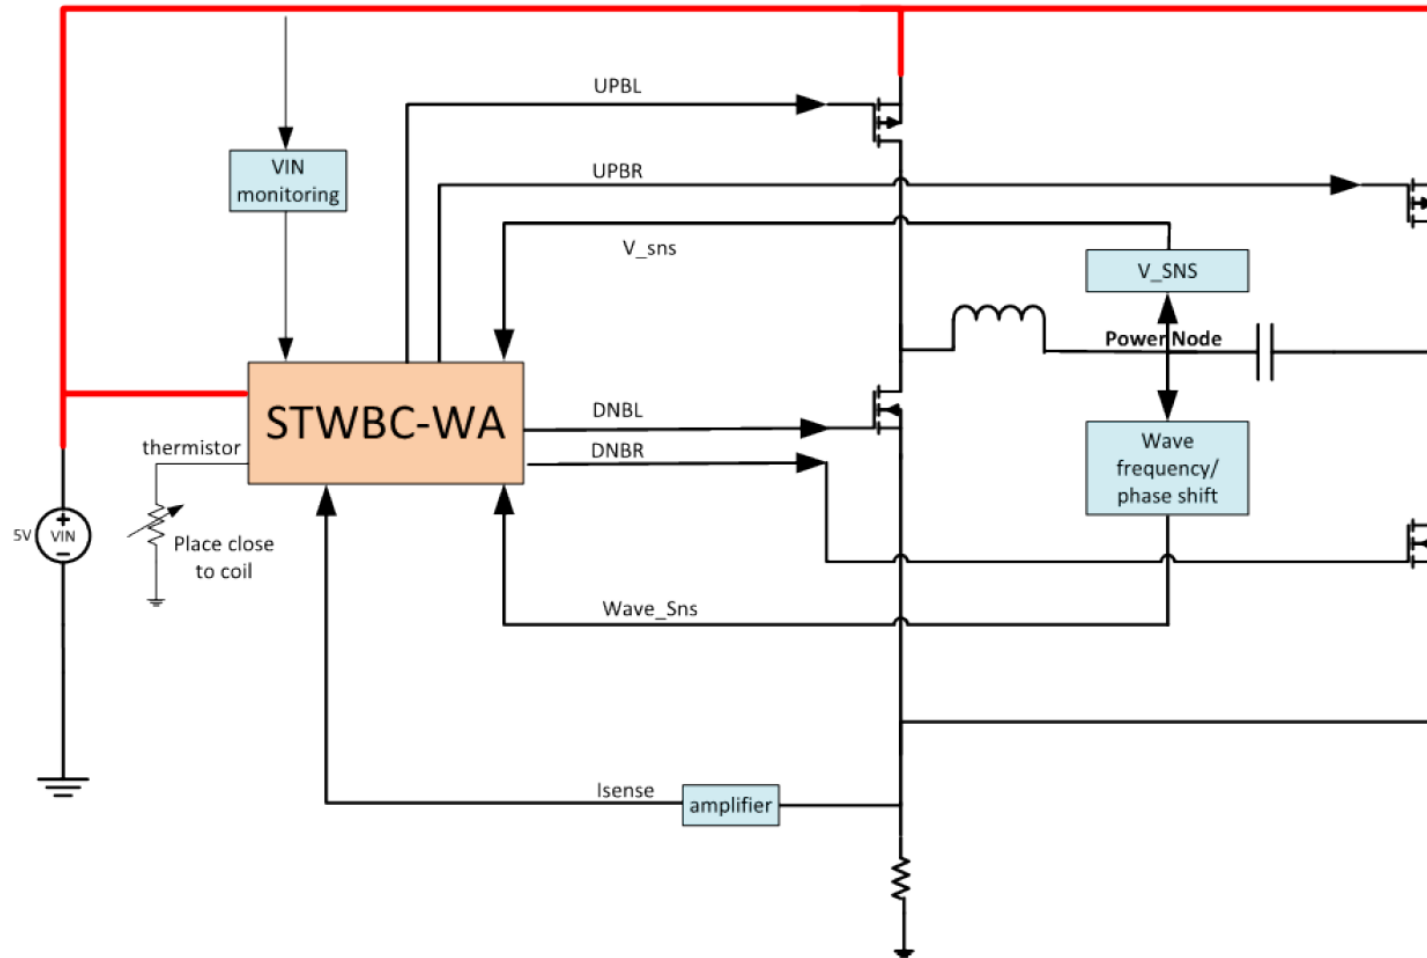 UPBL
VIN
monitoring
UPBR
V_sns
V_SNS
Power Node
STWBC-WA
DNBL
DNBR
thermistor
Wave
frequency/
phase shift
5V
+
VIN
−
Place close
to coil
Wave_Sns
Isense
amplifier